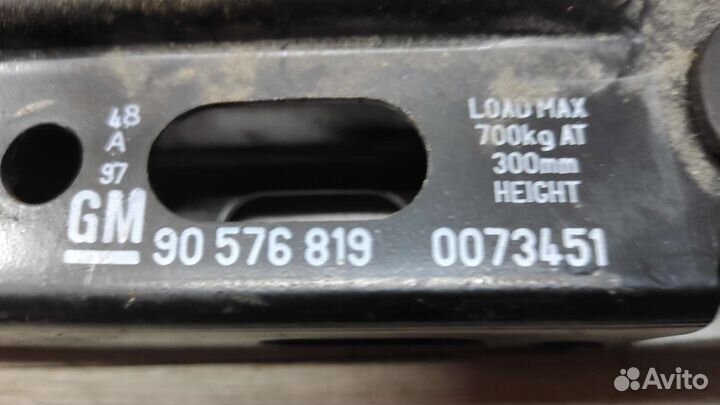 48
A
97
LOAD MAX
700kg AT
300mm
HEIGHT
GM 90 576 819 0073451
Avito